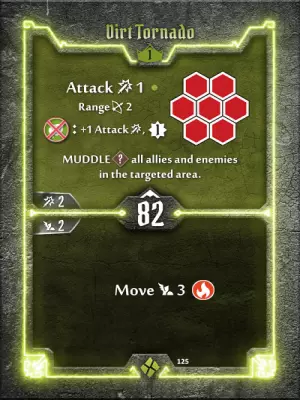 Dirt Tornado
1
Attack 1
Range 2
: +1 Attack, 1
MUDDLE ? all allies and enemies
in the targeted area.
2
2
82
Move 3
125